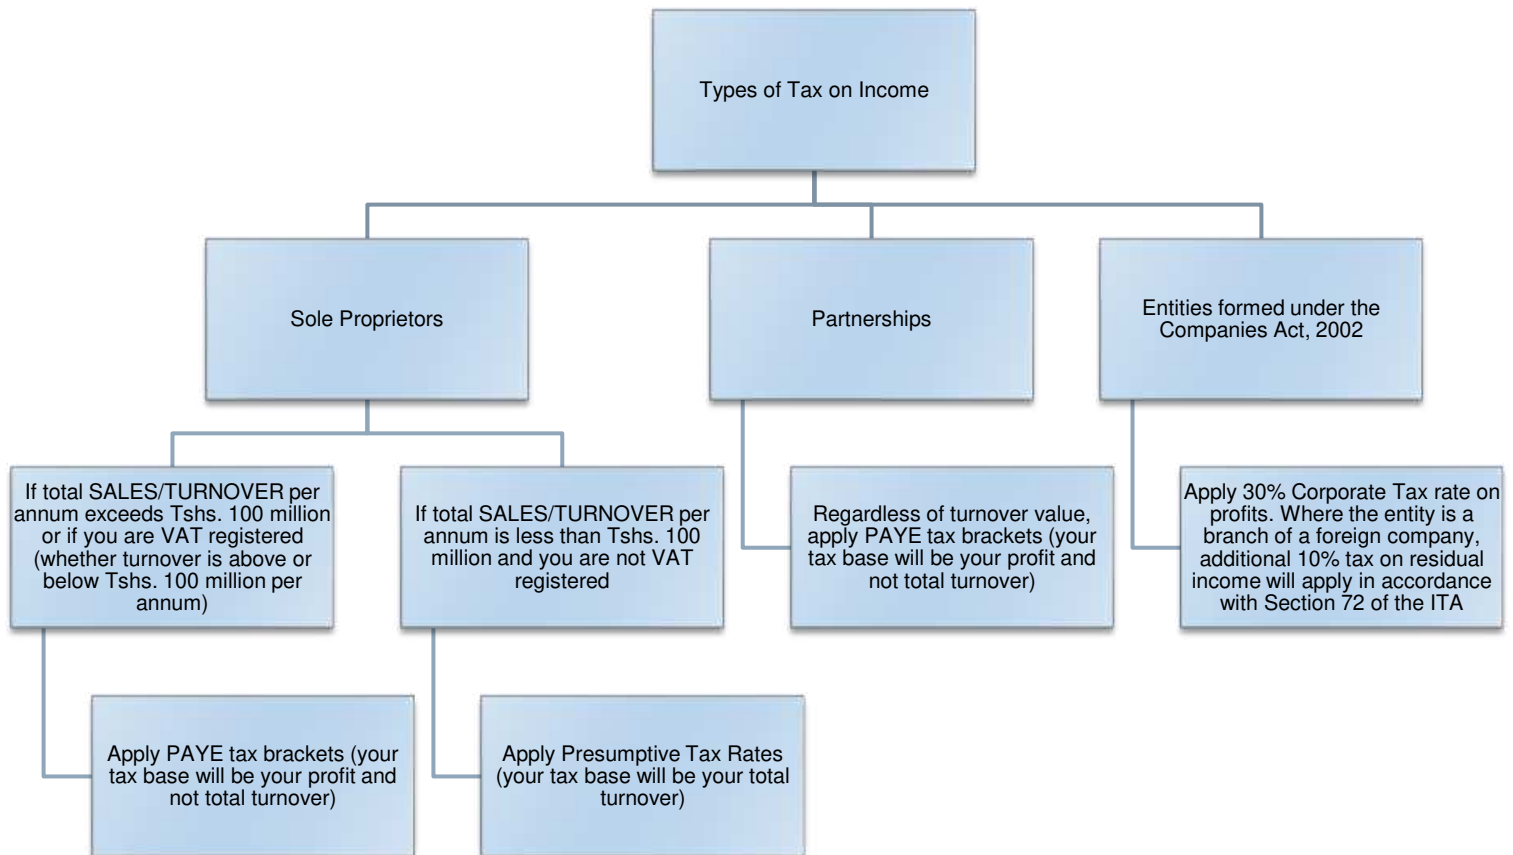 Types of Tax on Income
Sole Proprietors
Partnerships
Entities formed under the
Companies Act, 2002
If total SALES/TURNOVER per
annum exceeds Tshs. 100 million
or if you are VAT registered
(whether turnover is above or
below Tshs. 100 million per
annum)
If total SALES/TURNOVER per
annum is less than Tshs. 100
million and you are not VAT
registered
Regardless of turnover value,
apply PAYE tax brackets (your
tax base will be your profit and
not total turnover)
Apply 30% Corporate Tax rate on
profits. Where the entity is a
branch of a foreign company,
additional 10% tax on residual
income will apply in accordance
with Section 72 of the ITA
Apply PAYE tax brackets (your
tax base will be your profit and
not total turnover)
Apply Presumptive Tax Rates
(your tax base will be your total
turnover)